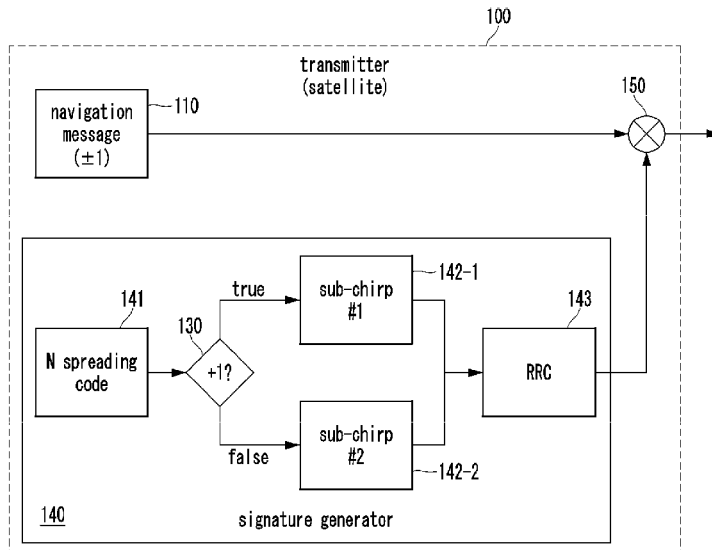 100
transmitter
(satellite)
110
navigation
message
(±1)
150
141
N spreading
code
130
+1?
true
false
sub-chirp
#1
142-1
sub-chirp
#2
142-2
143
RRC
140
signature generator